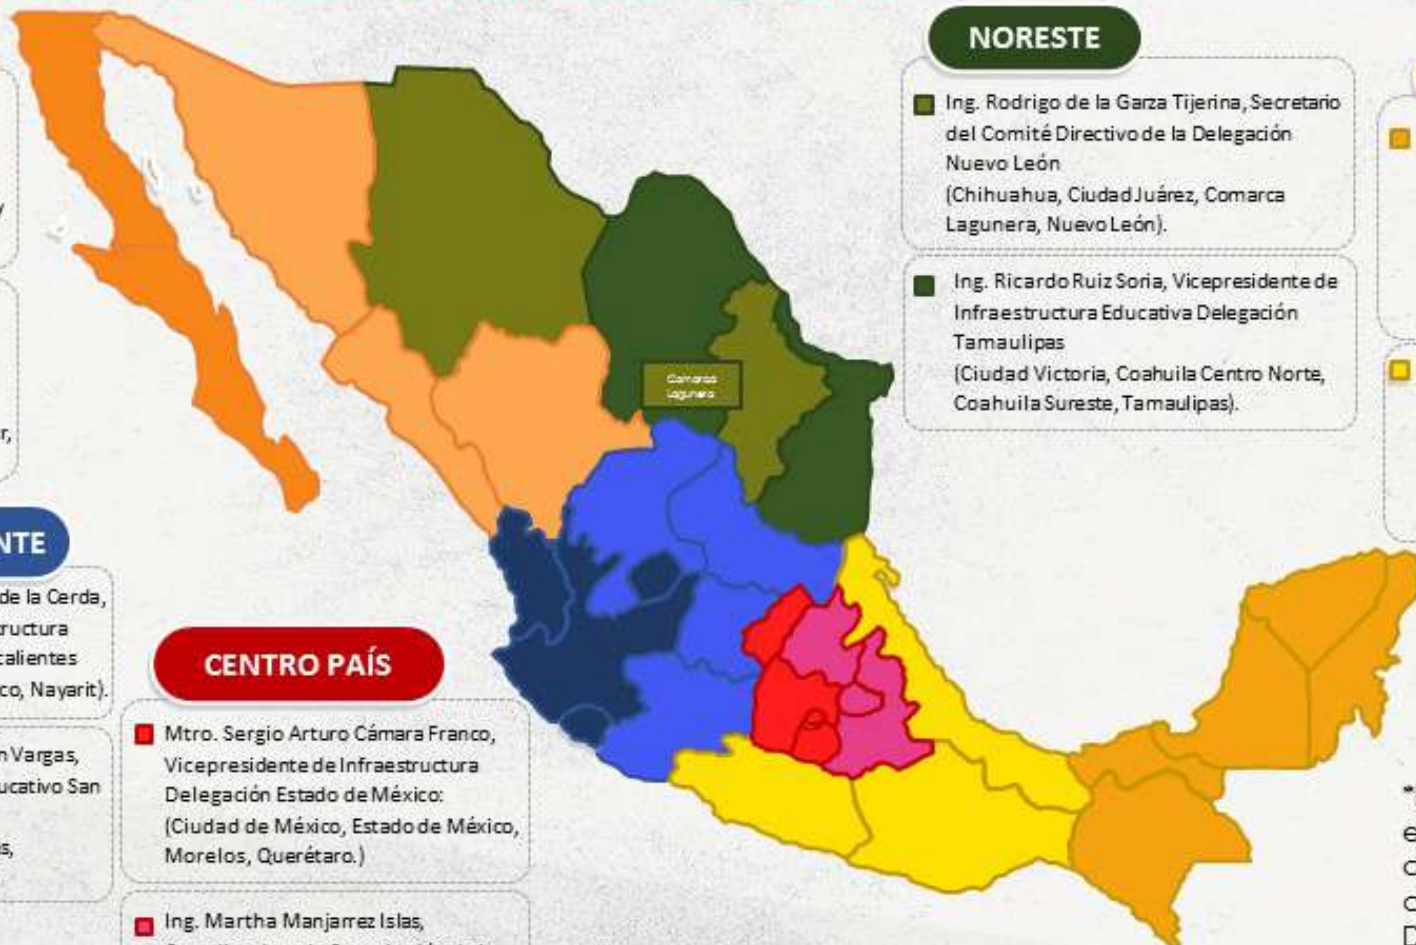 NORESTE
Ing. Rodrigo de la Garza Tijerina, Secretario
del Comité Directivo de la Delegación
Nuevo León
(Chihuahua, Ciudad Juárez, Comarca
Lagunera, Nuevo León).
Ing. Ricardo Ruiz Soria, Vicepresidente de
Infraestructura Educativa Delegación
Tamaulipas
(Ciudad Victoria, Coahuila Centro Norte,
Coahuila Sureste, Tamaulipas).
Comarca
Lagunera
y
r,
NTE
de la Cerda,
tructura
calientes
co, Nayarit).
n Vargas,
ucativo San
s,
CENTRO PAÍS
Mtro. Sergio Arturo Cámara Franco,
Vicepresidente de Infraestructura
Delegación Estado de México:
(Ciudad de México, Estado de México,
Morelos, Querétaro.)
Ing. Martha Manjarrez Islas,
*
e